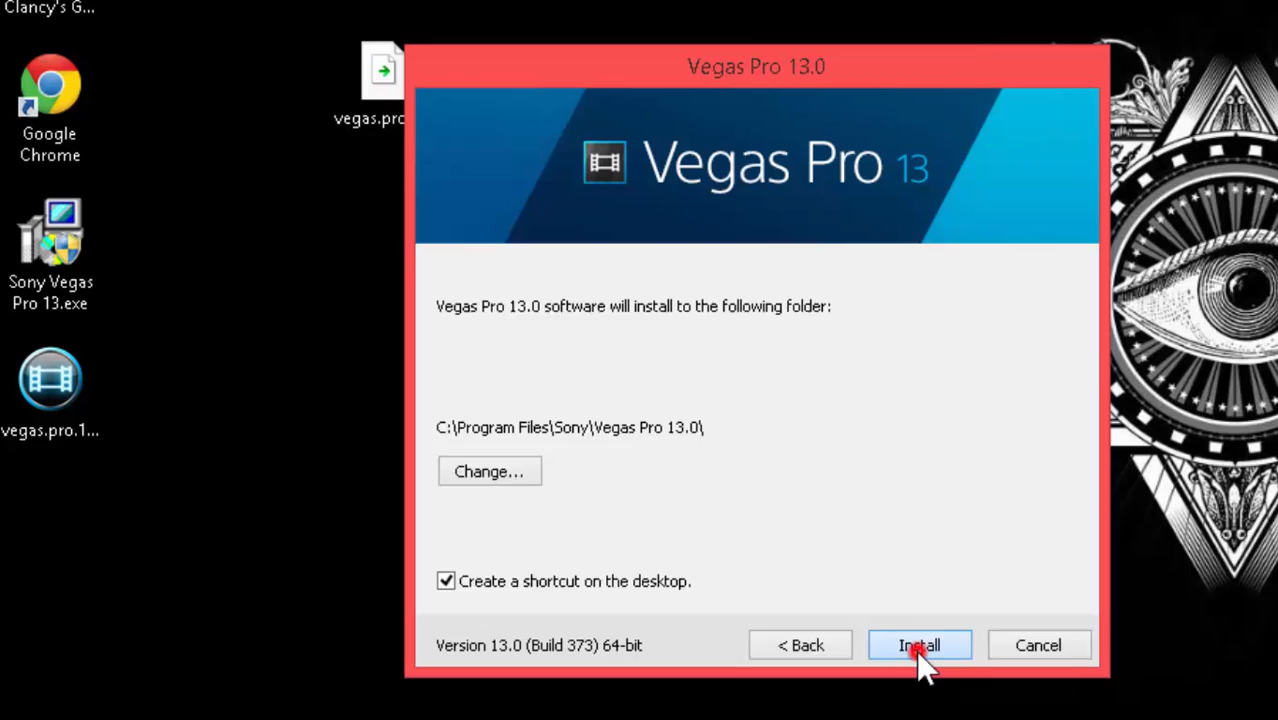 Clancy's G...
Google
Chrome
Sony Vegas
Pro 13.exe
vegas.pro.1...
vegas.pro
Vegas Pro 13.0
Vegas Pro 13
Vegas Pro 13.0 software will install to the following folder:
C:\Program Files\Sony\Vegas Pro 13.0\
Change...
Create a shortcut on the desktop.
Version 13.0 (Build 373) 64-bit
< Back
Install
Cancel